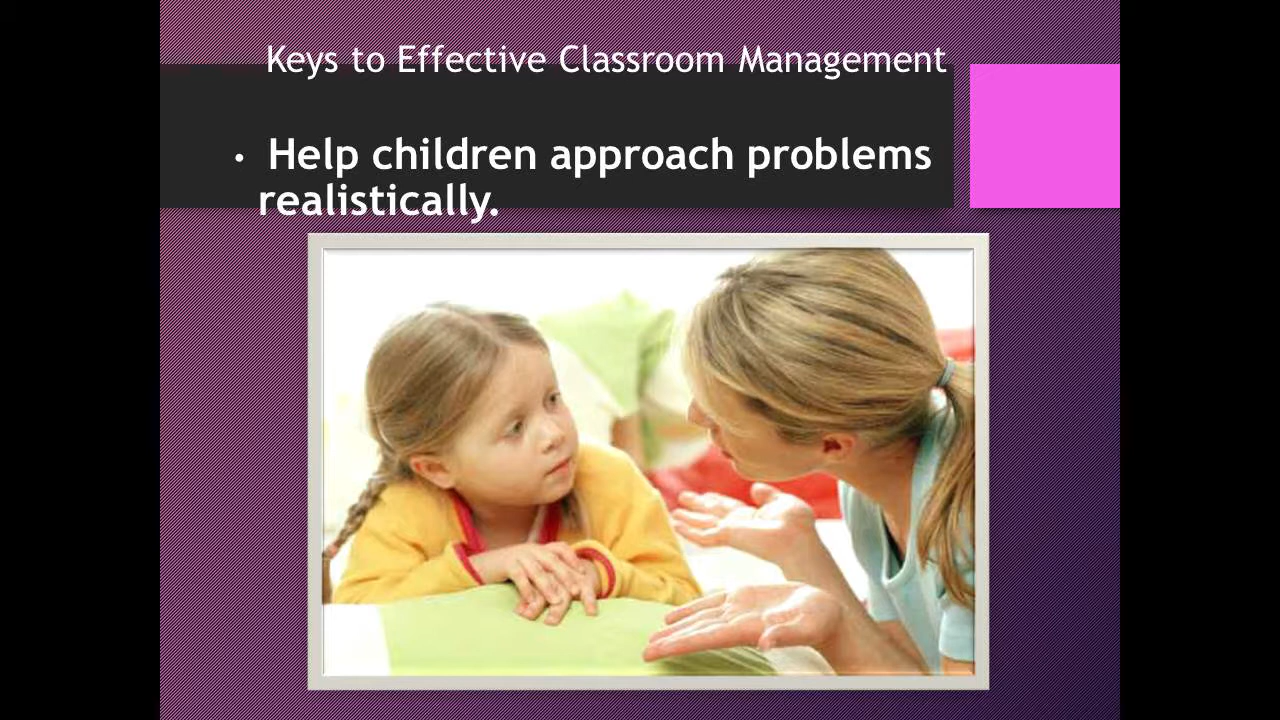 Keys to Effective Classroom Management
• Help children approach problems
realistically.